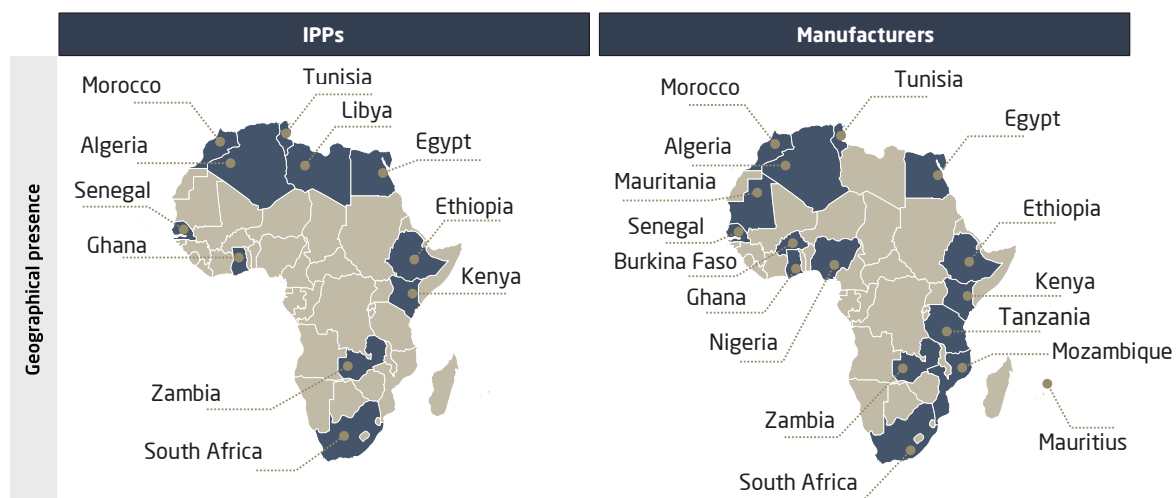 IPPs
Manufacturers
Geographical presence
Tunisia
Morocco
Libya
Algeria
Egypt
Senegal
Ethiopia
Ghana
Kenya
Zambia
South Africa
Tunisia
Morocco
Egypt
Algeria
Mauritania
Ethiopia
Senegal
Burkina Faso
Kenya
Ghana
Tanzania
Nigeria
Mozambique
Zambia
Mauritius
South Africa